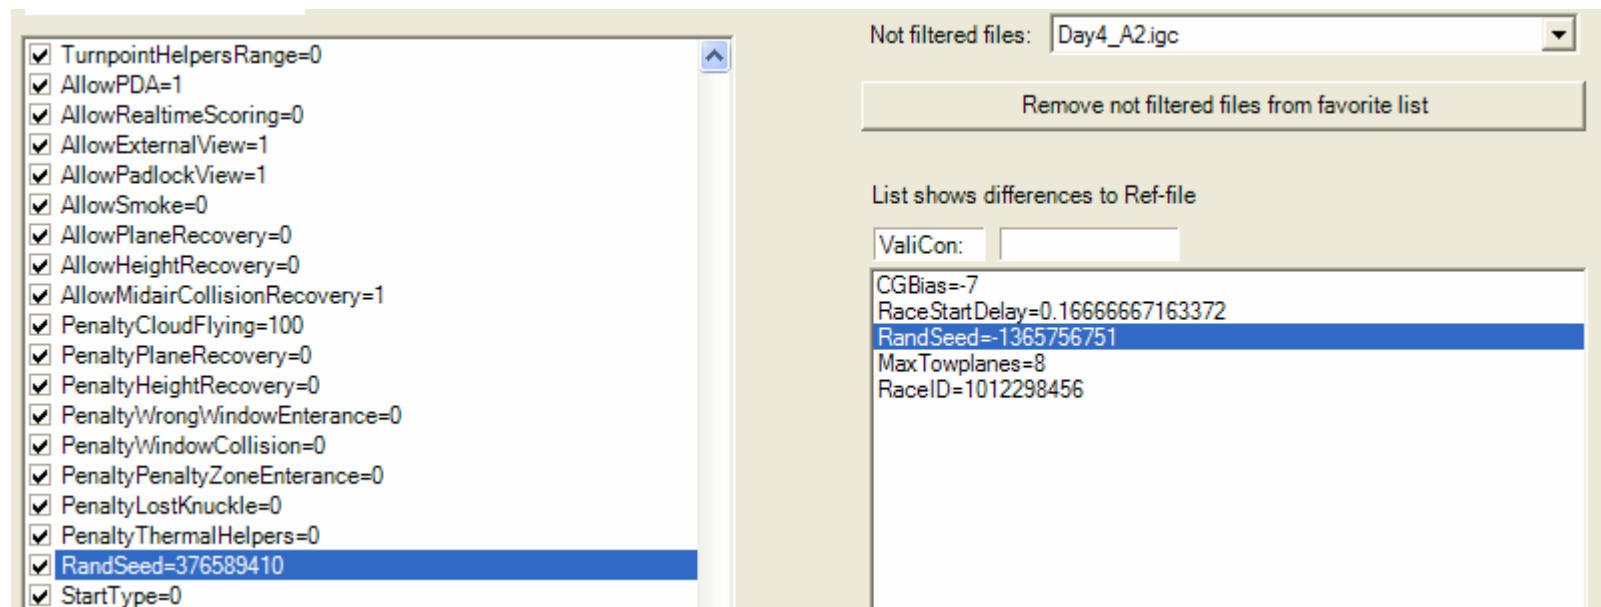 TurnpointHelpersRange=0
AllowPDA=1
AllowRealtimeScoring=0
AllowExternalView=1
AllowPadlockView=1
AllowSmoke=0
AllowPlaneRecovery=0
AllowHeightRecovery=0
AllowMidairCollisionRecovery=1
PenaltyCloudFlying=100
PenaltyPlaneRecovery=0
PenaltyHeightRecovery=0
PenaltyWrongWindowEnterance=0
PenaltyWindowCollision=0
PenaltyPenaltyZoneEnterance=0
PenaltyLostKnuckle=0
PenaltyThermalHelpers=0
RandSeed=376589410
StartType=0
Not filtered files: Day4_A2.igc
Remove not filtered files from favorite list
List shows differences to Ref-file
ValiCon:
CGBias=-7
RaceStartDelay=0.16666667163372
RandSeed=-1365756751
MaxTowplanes=8
RaceID=1012298456